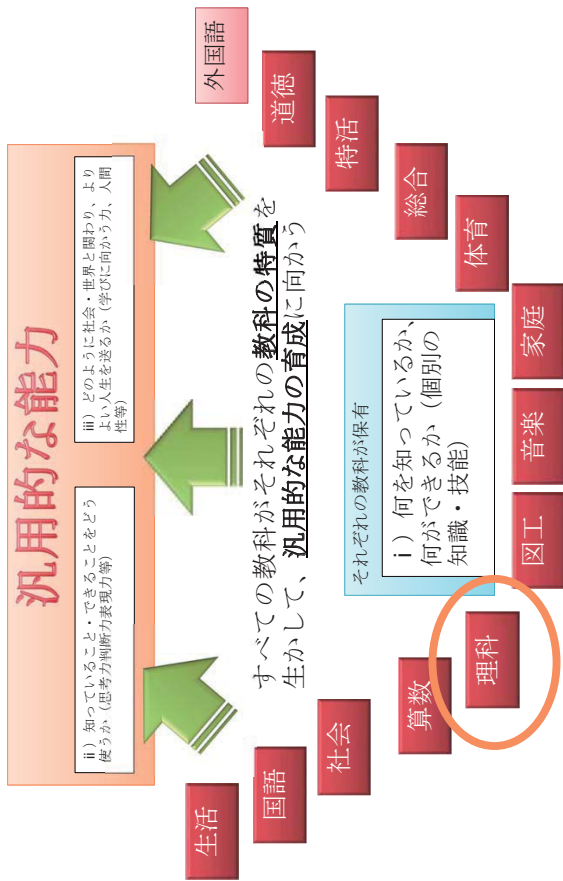 汎用的な能力
ⅱ）知っていること・できることをどう
使うか（思考力判断力表現力等）
ⅲ）どのように社会・世界と関わり、より
よい人生を送るか（学びに向かう力、人間
性等）
すべての教科がそれぞれの教科の特質を
生かして、汎用的な能力の育成に向かう
それぞれの教科が保有
ⅰ）何を知っているか、
何ができるか（個別の
知識・技能）
生活
国語
社会
算数
理科
図工
音楽
家庭
体育
総合
特活
道徳
外国語